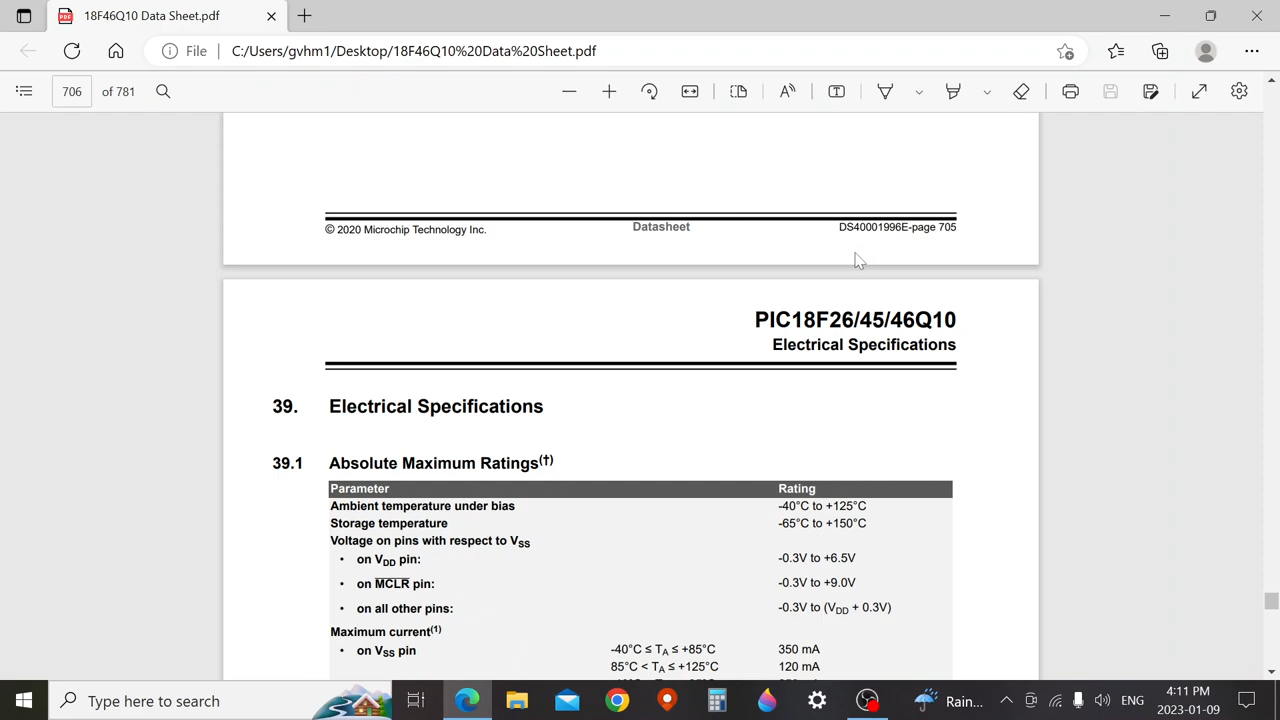 18F46Q10 Data Sheet.pdf
File
C:/Users/gvhm1/Desktop/18F46Q10%20Data%20Sheet.pdf
706 of 781
© 2020 Microchip Technology Inc. Datasheet DS40001996E-page 705
PIC18F26/45/46Q10
Electrical Specifications
39. Electrical Specifications
39.1 Absolute Maximum Ratings(†)
Parameter Rating
Ambient temperature under bias -40°C to +125°C
Storage temperature -65°C to +150°C
Voltage on pins with respect to VSS
• on VDD pin: -0.3V to +6.5V
• on MCLR pin: -0.3V to +9.0V
• on all other pins: -0.3V to (VDD + 0.3V)
Maximum current(1)
• on VSS pin -40°C ≤ TA ≤ +85°C 350 mA
85°C < TA ≤ +125°C 120 mA
Type here to search
Rain...
ENG
4:11 PM
2023-01-09